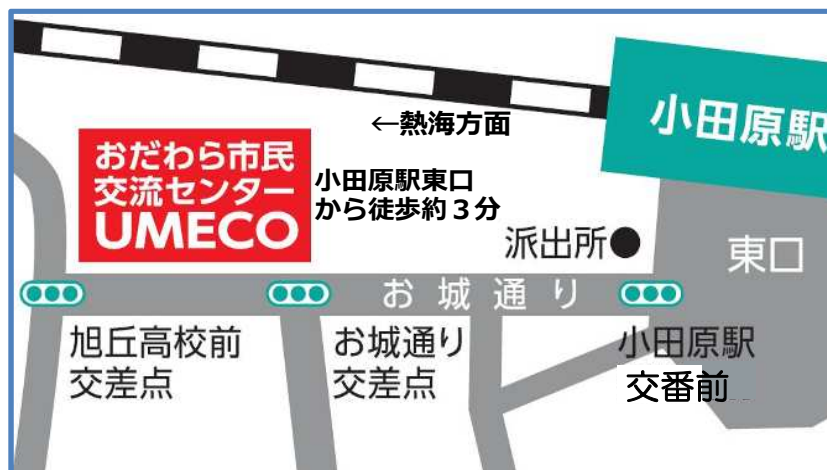 小田原駅
←熱海方面
おだわら市民
交流センター
UMECO
小田原駅東口
から徒歩約３分
派出所
東口
お城通り
旭丘高校前
交差点
お城通り
交差点
小田原駅
交番前